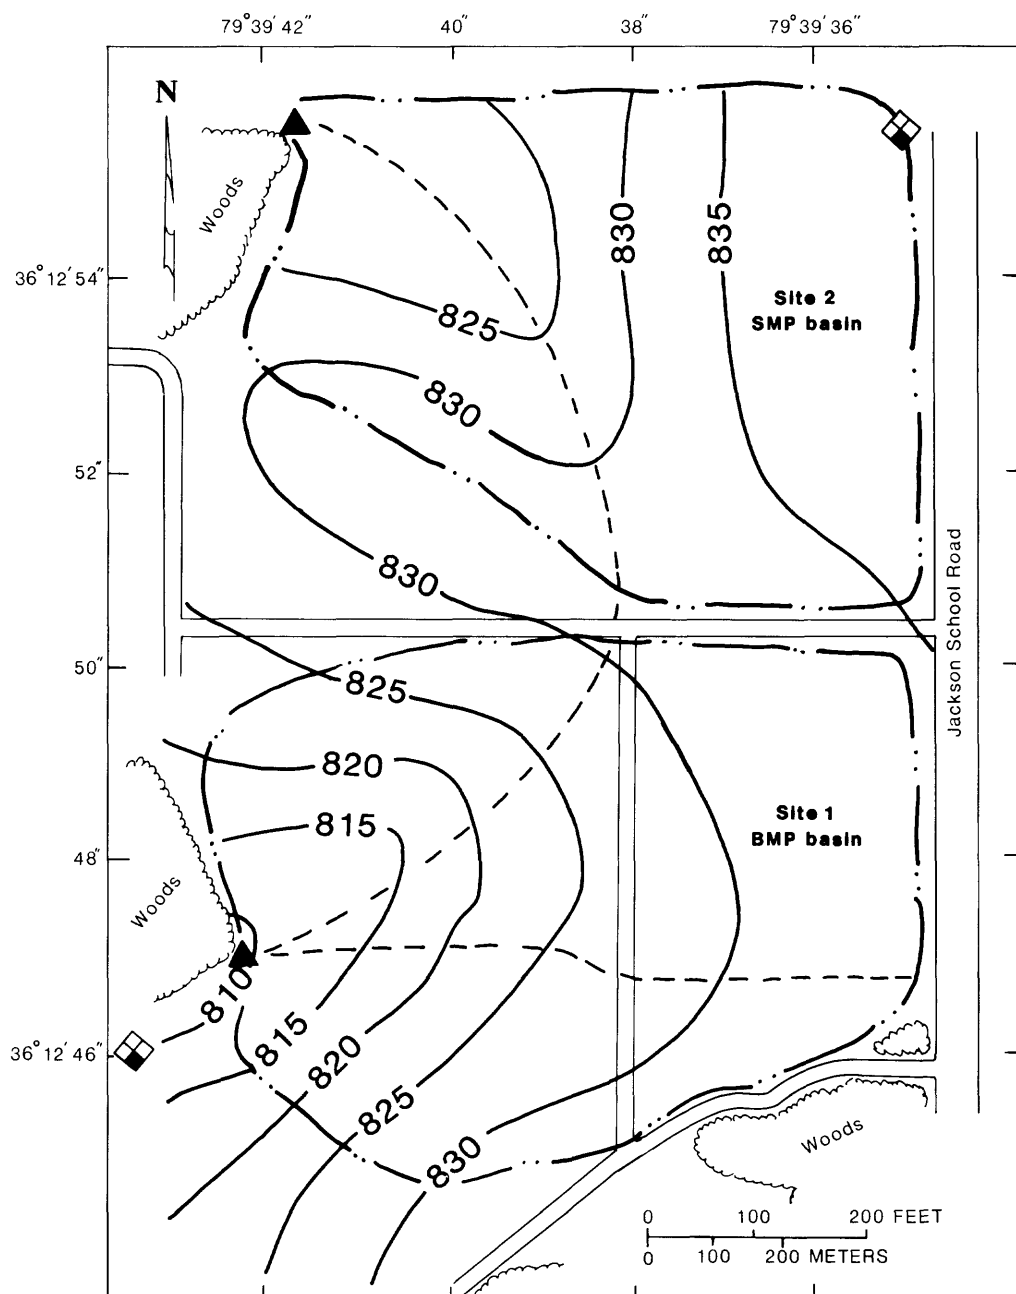 79° 39' 42" 40" 38" 79° 39' 36"
N
Woods
830
835
36° 12' 54"
825
Site 2
SMP basin
830
52"
830
Jackson School Road
50"
825
820
815
Site 1
BMP basin
48"
Woods
810
815
820
36° 12' 46"
825
830
Woods
0 100 200 FEET
0 100 200 METERS